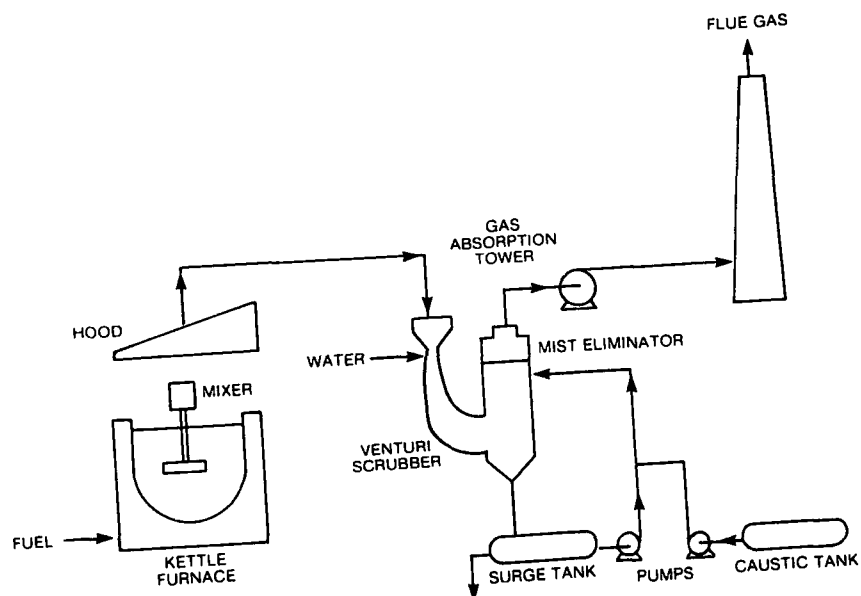 FLUE GAS
GAS
ABSORPTION
TOWER
HOOD
WATER
MIST ELIMINATOR
MIXER
VENTURI
SCRUBBER
FUEL
KETTLE
FURNACE
SURGE TANK
PUMPS
CAUSTIC TANK